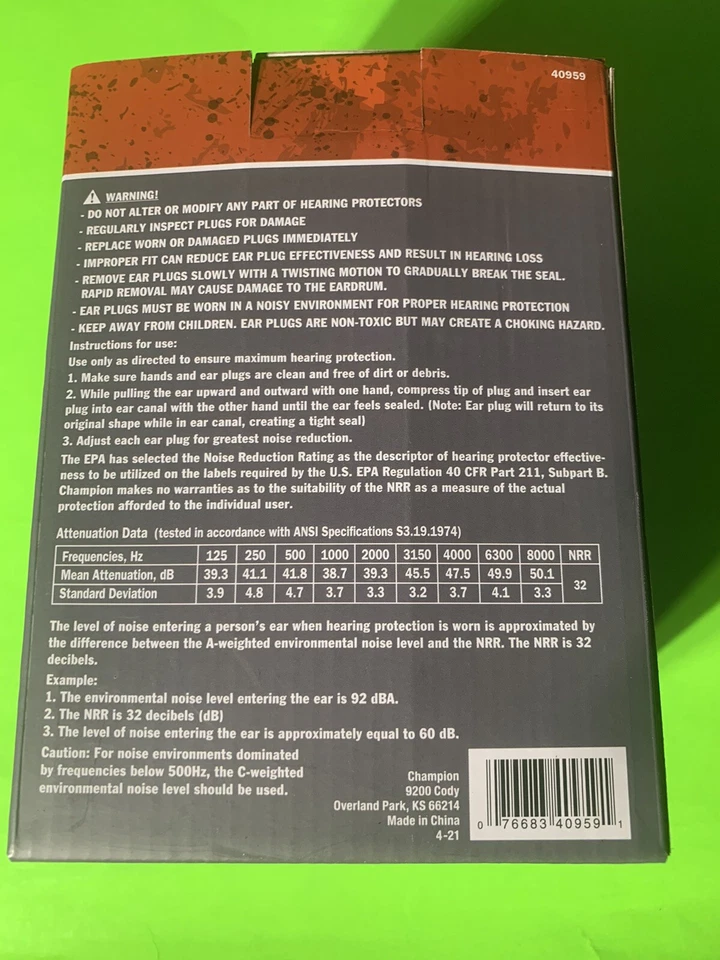 40959
WARNING!
- DO NOT ALTER OR MODIFY ANY PART OF HEARING PROTECTORS
- REGULARLY INSPECT PLUGS FOR DAMAGE
- REPLACE WORN OR DAMAGED PLUGS IMMEDIATELY
- IMPROPER FIT CAN REDUCE EAR PLUG EFFECTIVENESS AND RESULT IN HEARING LOSS
- REMOVE EAR PLUGS SLOWLY WITH A TWISTING MOTION TO GRADUALLY BREAK THE SEAL.
RAPID REMOVAL MAY CAUSE DAMAGE TO THE EARDRUM.
- EAR PLUGS MUST BE WORN IN A NOISY ENVIRONMENT FOR PROPER HEARING PROTECTION
- KEEP AWAY FROM CHILDREN. EAR PLUGS ARE NON-TOXIC BUT MAY CREATE A CHOKING HAZARD.
Instructions for use:
Use only as directed to ensure maximum hearing protection.
1. Make sure hands and ear plugs are clean and free of dirt or debris.
2. While pulling the ear upward and outward with one hand, compress tip of plug and insert ear
plug into ear canal with the other hand until the ear feels sealed. (Note: Ear plug will return to its
original shape while in ear canal, creating a tight seal)
3. Adjust each ear plug for greatest noise reduction.
The EPA has selected the Noise Reduction Rating as the descriptor of hearing protector effective-
ness to be utilized on the labels required by the U.S. EPA Regulation 40 CFR Part 211, Subpart B.
Champion makes no warranties as to the suitability of the NRR as a measure of the actual
protection afforded to the individual user.
Attenuation Data (tested in accordance with ANSI Specifications S3.19.1974)
Frequencies, Hz 125 250 500 1000 2000 3150 4000 6300 8000 NRR
Mean Attenuation, dB 39.3 41.1 41.8 38.7 39.3 45.5 47.5 49.9 50.1 32
Standard Deviation 3.9 4.8 4.7 3.7 3.3 3.2 3.7 4.1 3.3
The level of noise entering a person's ear when hearing protection is worn is approximated by
the difference between the A-weighted environmental noise level and the NRR. The NRR is 32
decibels.
Example:
1. The environmental noise level entering the ear is 92 dBA.
2. The NRR is 32 decibels (dB)
3. The level of noise entering the ear is approximately equal to 60 dB.
Caution: For noise environments dominated
by frequencies below 500Hz, the C-weighted
environmental noise level should be used.
Champion
9200 Cody
Overland Park, KS 66214
Made in China
4-21
0 76683 40959 1